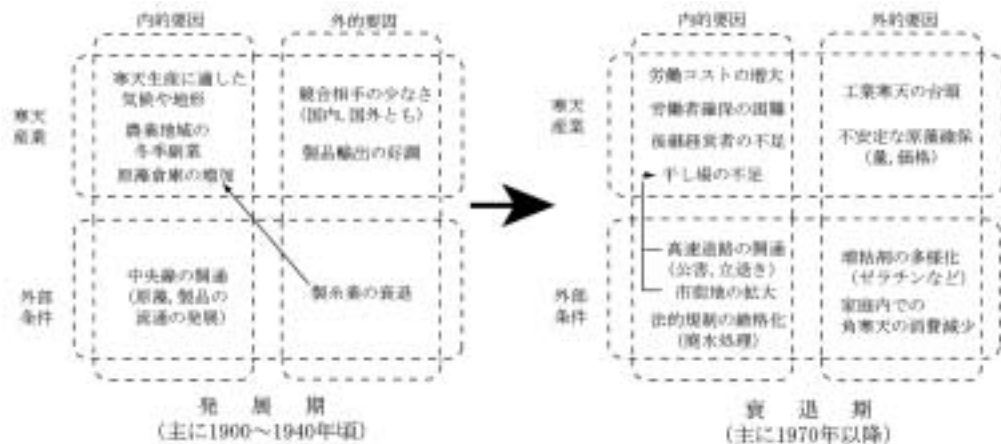 内的要因
外的要因
寒天
産業
寒天生産に適した
気候や地形
農業地域の
冬季副業
原藻倉庫の増加
競合相手の少なさ
(国内,国外とも)
製品輸出の好調
外部
条件
中央線の開通
(原藻,製品の
流通の発展)
製糸業の衰退
発展期
(主に1900～1940年頃)
内的要因
外的要因
寒天
産業
労働コストの増大
労働者確保の困難
後継経営者の不足
干し場の不足
工業寒天の台頭
不安定な原藻確保
(量,価格)
外部
条件
高速道路の開通
(公害,立退き)
市街地の拡大
法的規制の厳格化
(廃水処理)
増粘剤の多様化
(ゼラチンなど)
家庭内での
角寒天の消費減少
衰退期
(主に1970年以降)